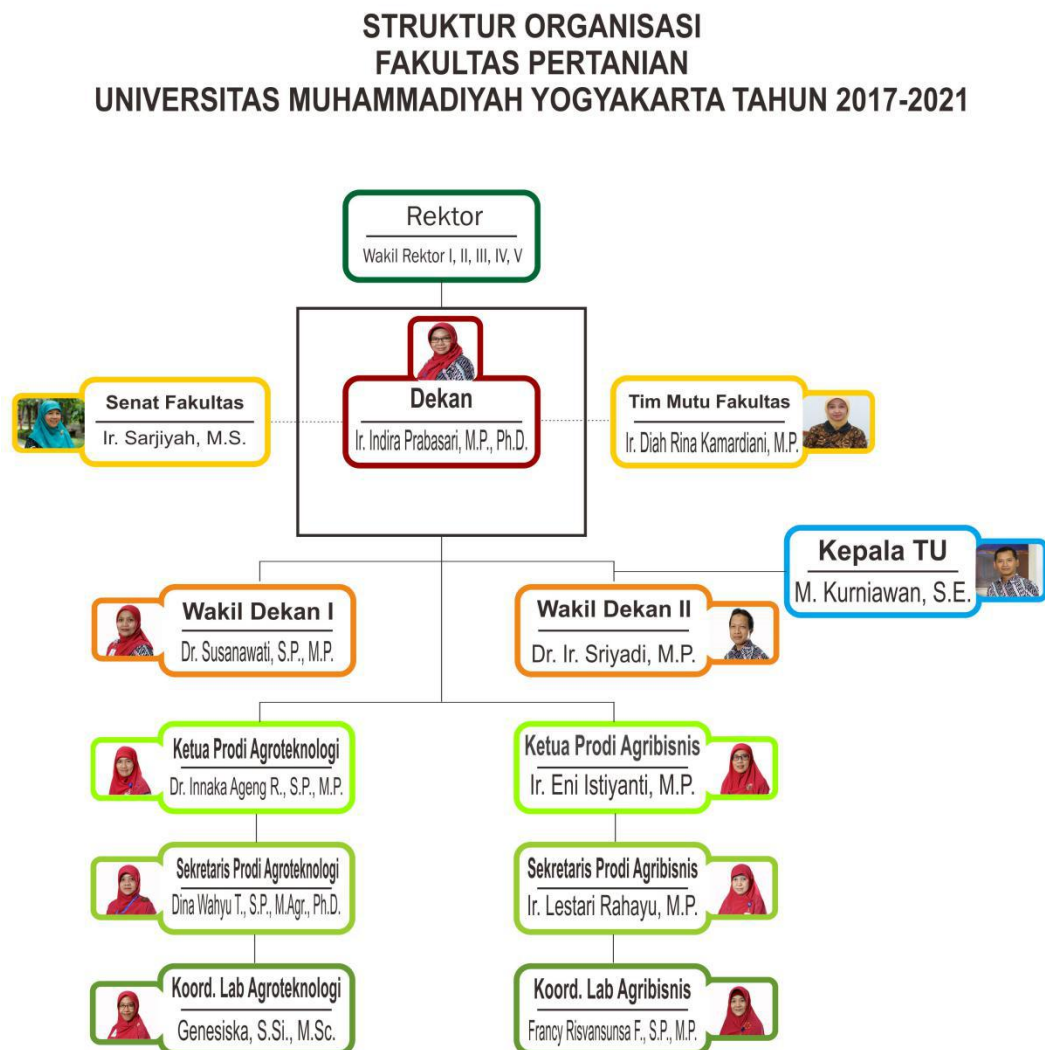 STRUKTUR ORGANISASI
FAKULTAS PERTANIAN
UNIVERSITAS MUHAMMADIYAH YOGYAKARTA TAHUN 2017-2021
Rektor
Wakil Rektor I, II, III, IV, V
Senat Fakultas
Ir. Sarjiyah, M.S.
Dekan
Ir. Indira Prabasari, M.P., Ph.D.
Tim Mutu Fakultas
Ir. Diah Rina Kamardiani, M.P.
Kepala TU
M. Kurniawan, S.E.
Wakil Dekan I
Dr. Susanawati, S.P., M.P.
Wakil Dekan II
Dr. Ir. Sriyadi, M.P.
Ketua Prodi Agroteknologi
Dr. Innaka Ageng R., S.P., M.P.
Ketua Prodi Agribisnis
Ir. Eni Istiyanti, M.P.
Sekretaris Prodi Agroteknologi
Dina Wahyu T., S.P., M.Agr., Ph.D.
Sekretaris Prodi Agribisnis
Ir. Lestari Rahayu, M.P.
Koord. Lab Agroteknologi
Genesiska, S.Si., M.Sc.
Koord. Lab Agribisnis
Francy Risvansunsa F., S.P., M.P.